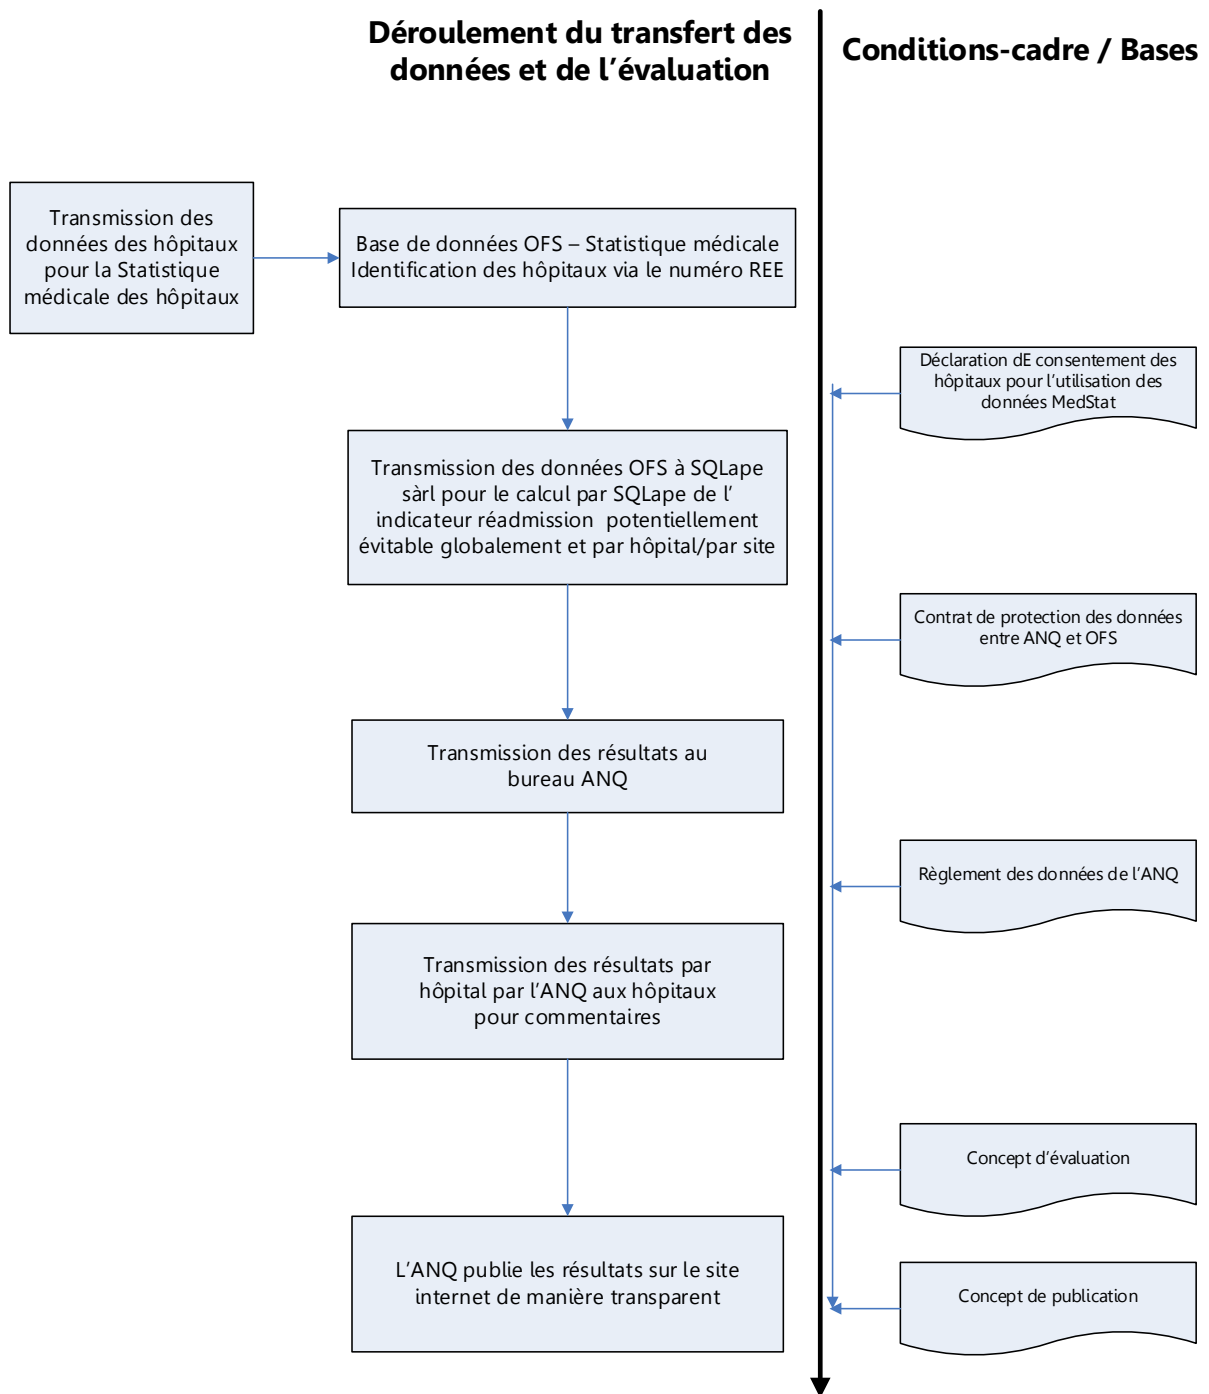 Déroulement du transfert des
données et de l’évaluation
Conditions-cadre / Bases
Transmission des
données des hôpitaux
pour la Statistique
médicale des hôpitaux
Base de données OFS – Statistique médicale
Identification des hôpitaux via le numéro REE
Déclaration dE consentement des
hôpitaux pour l’utilisation des
données MedStat
Transmission des données OFS à SQLape
sàrl pour le calcul par SQLape de l’
indicateur réadmission potentiellement
évitable globalement et par hôpital/par site
Contrat de protection des données
entre ANQ et OFS
Transmission des résultats au
bureau ANQ
Règlement des données de l’ANQ
Transmission des résultats par
hôpital par l’ANQ aux hôpitaux
pour commentaires
Concept d’évaluation
L’ANQ publie les résultats sur le site
internet de manière transparent
Concept de publication